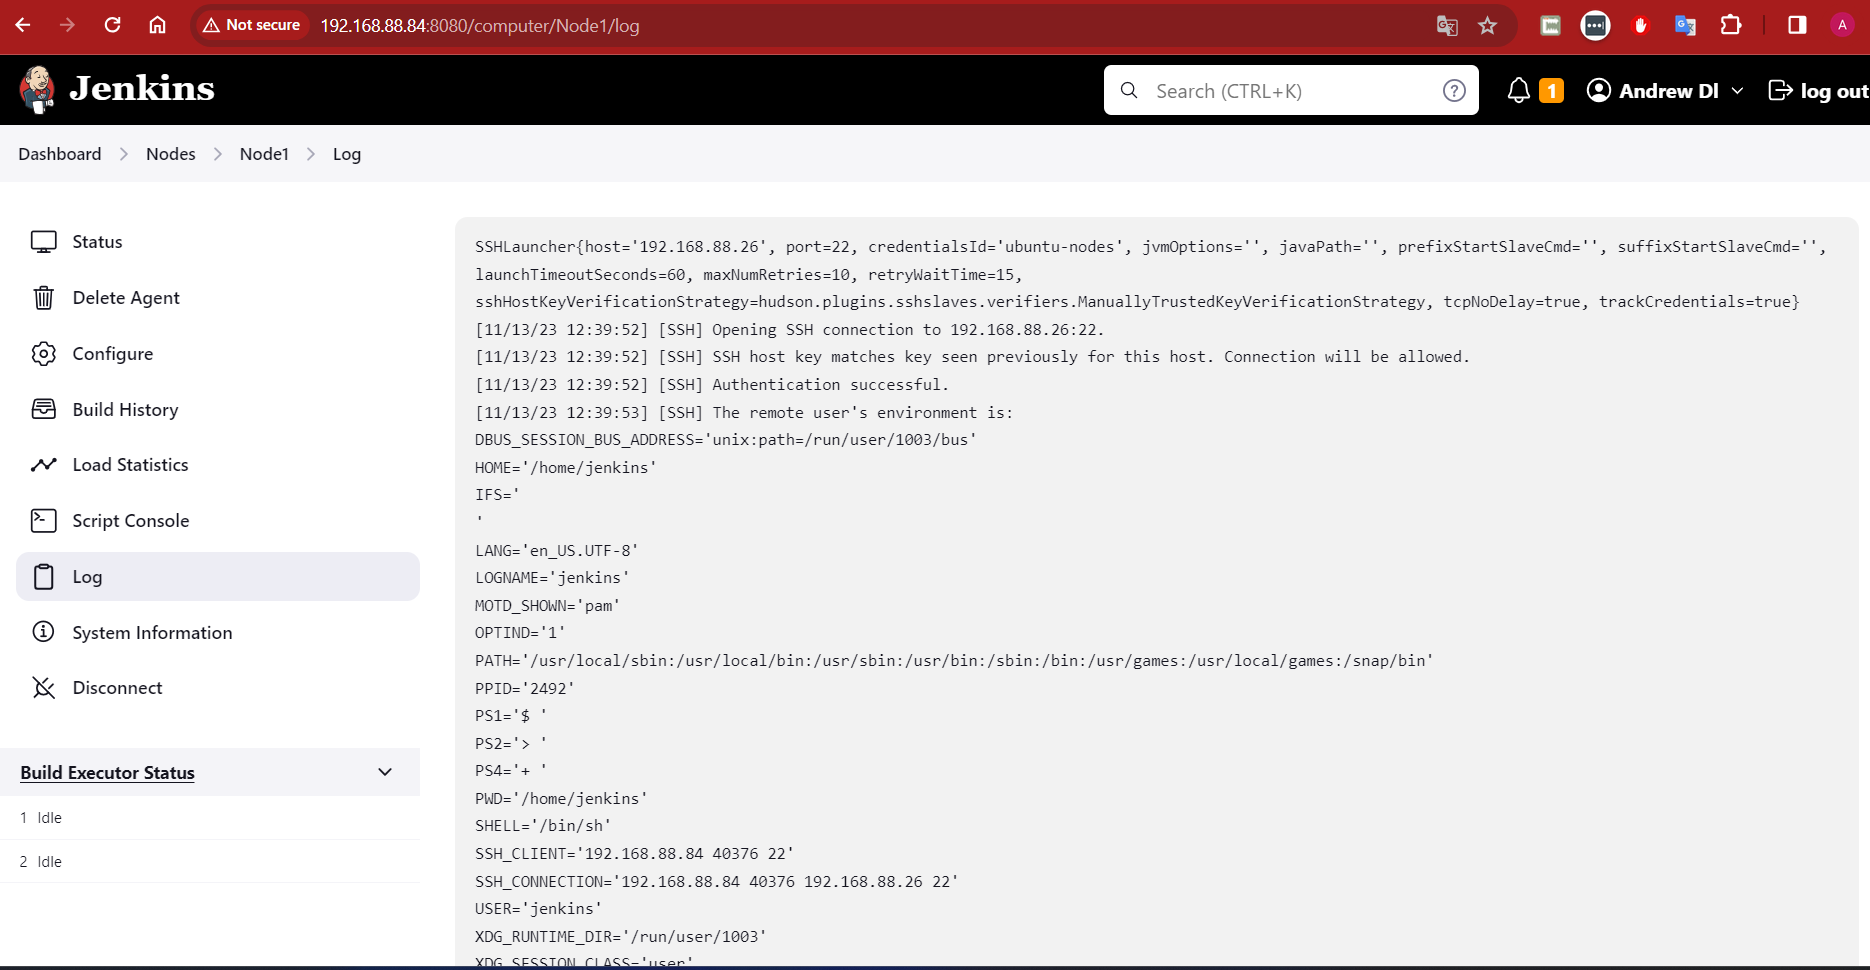 Not secure 192.168.88.84:8080/computer/Node1/log A
Jenkins Search (CTRL+K) ? 1 Andrew Dl log out
Dashboard Nodes Node1 Log
Status
Delete Agent
Configure
Build History
Load Statistics
Script Console
Log
System Information
Disconnect
Build Executor Status
1 Idle
2 Idle
SSHLauncher{host='192.168.88.26', port=22, credentialsId='ubuntu-nodes', jvmOptions='', javaPath='', prefixStartSlaveCmd='', suffixStartSlaveCmd='',
launchTimeoutSeconds=60, maxNumRetries=10, retryWaitTime=15,
sshHostKeyVerificationStrategy=hudson.plugins.sshslaves.verifiers.ManuallyTrustedKeyVerificationStrategy, tcpNoDelay=true, trackCredentials=true}
[11/13/23 12:39:52] [SSH] Opening SSH connection to 192.168.88.26:22.
[11/13/23 12:39:52] [SSH] SSH host key matches key seen previously for this host. Connection will be allowed.
[11/13/23 12:39:52] [SSH] Authentication successful.
[11/13/23 12:39:53] [SSH] The remote user's environment is:
DBUS_SESSION_BUS_ADDRESS='unix:path=/run/user/1003/bus'
HOME='/home/jenkins'
IFS='
'
LANG='en_US.UTF-8'
LOGNAME='jenkins'
MOTD_SHOWN='pam'
OPTIND='1'
PATH='/usr/local/sbin:/usr/local/bin:/usr/sbin:/usr/bin:/sbin:/bin:/usr/games:/usr/local/games:/snap/bin'
PPID='2492'
PS1='$ '
PS2='> '
PS4='+ '
PWD='/home/jenkins'
SHELL='/bin/sh'
SSH_CLIENT='192.168.88.84 40376 22'
SSH_CONNECTION='192.168.88.84 40376 192.168.88.26 22'
USER='jenkins'
XDG_RUNTIME_DIR='/run/user/1003'
XDG_SESSION_CLASS='user'